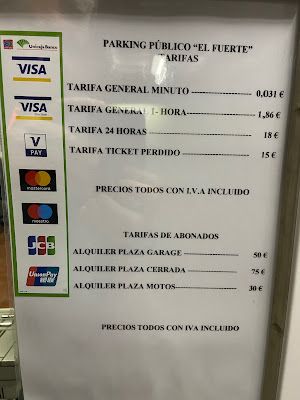 Unicaja Banco
VISA
VISA
V PAY
mastercard
maestro
JCB
UnionPay
银联
PARKING PÚBLICO "EL FUERTE"
TARIFAS
TARIFA GENERAL MINUTO ---------------------- 0,031 €
TARIFA GENERAL 1- HORA-------------------------- 1,86 €
TARIFA 24 HORAS ------------------------------------ 18 €
TARIFA TICKET PERDIDO ---------------------------- 15 €
PRECIOS TODOS CON I.V.A INCLUIDO
TARIFAS DE ABONADOS
ALQUILER PLAZA GARAGE ---------------------- 50 €
ALQUILER PLAZA CERRADA ---------------------- 75 €
ALQUILER PLAZA MOTOS------------------------- 30 €
PRECIOS TODOS CON IVA INCLUIDO